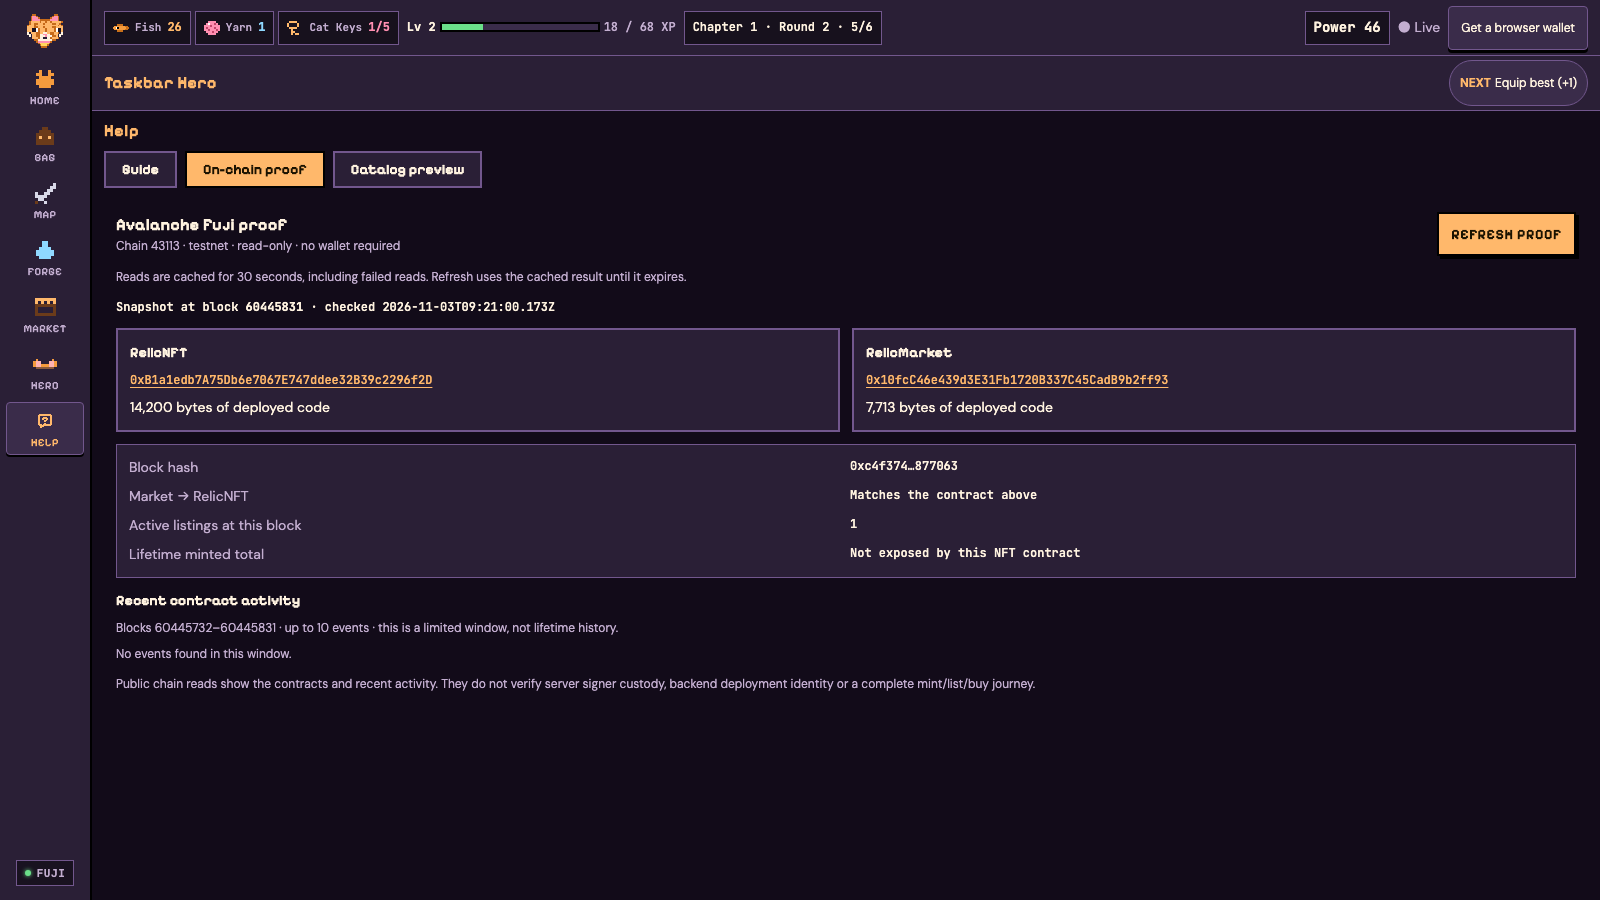 Fish 26
Yarn 1
Cat Keys 1/5
Lv 2
18 / 68 XP
Chapter 1 · Round 2 · 5/6
Power 46
Live
Get a browser wallet
HOME
BAG
MAP
FORGE
MARKET
HERO
HELP
FUJI
Taskbar Hero
NEXT Equip best (+1)
Help
Guide
On-chain proof
Catalog preview
Avalanche Fuji proof
Chain 43113 · testnet · read-only · no wallet required
REFRESH PROOF
Reads are cached for 30 seconds, including failed reads. Refresh uses the cached result until it expires.
Snapshot at block 60445831 · checked 2026-11-03T09:21:00.173Z
RelicNFT
0xB1a1edb7A75Db6e7067E747ddee32B39c2296f2D
14,200 bytes of deployed code
RelicMarket
0x10fcC46e439d3E31Fb1720B337C45CadB9b2ff93
7,713 bytes of deployed code
Block hash
0xc4f374…877063
Market → RelicNFT
Matches the contract above
Active listings at this block
1
Lifetime minted total
Not exposed by this NFT contract
Recent contract activity
Blocks 60445732–60445831 · up to 10 events · this is a limited window, not lifetime history.
No events found in this window.
Public chain reads show the contracts and recent activity. They do not verify server signer custody, backend deployment identity or a complete mint/list/buy journey.